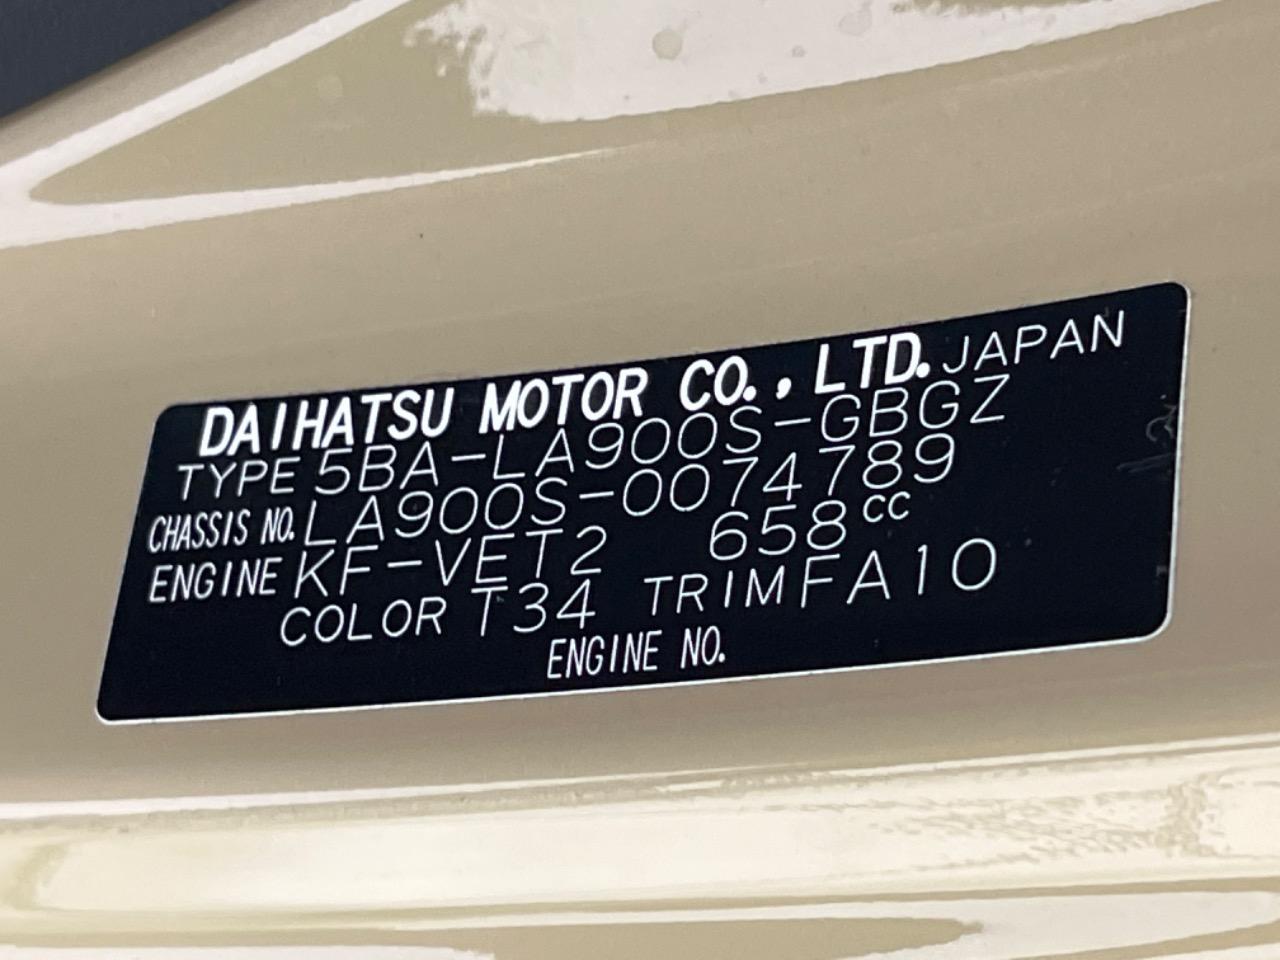 DAIHATSU MOTOR CO., LTD. JAPAN
TYPE 5BA-LA900S-GBGZ
CHASSIS NO. LA900S-0074789
ENGINE KF-VET2 658cc
COLOR T34 TRIM FA10
ENGINE NO.